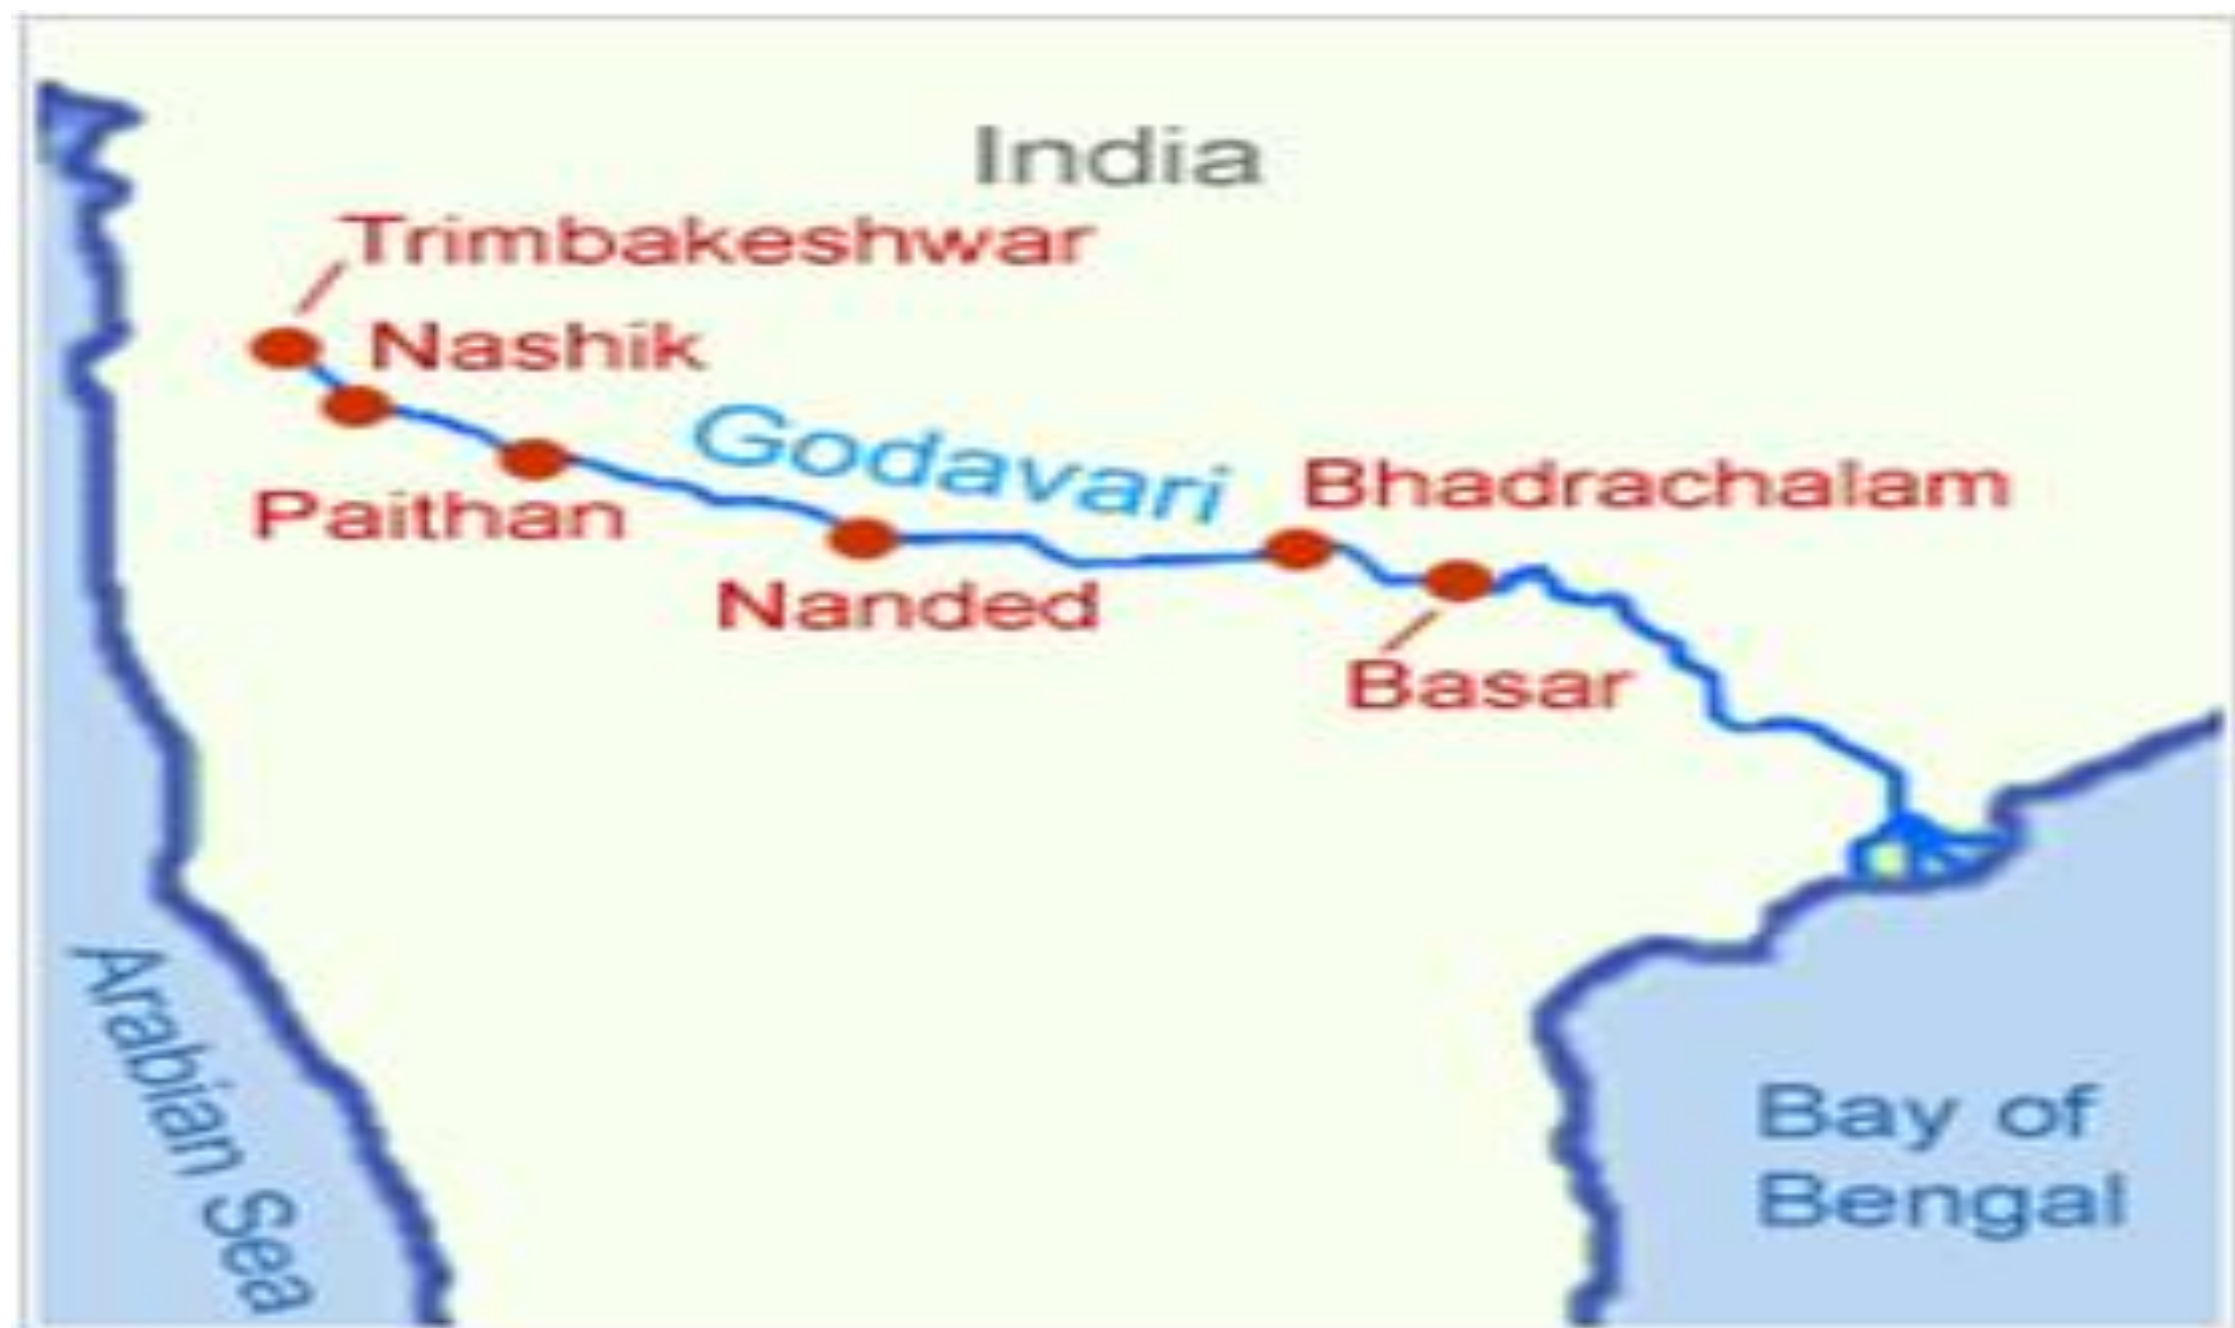 India
Trimbakeshwar
Nashik
Godavari
Bhadrachalam
Paithan
Nanded
Basar
Arabian Sea
Bay of
Bengal